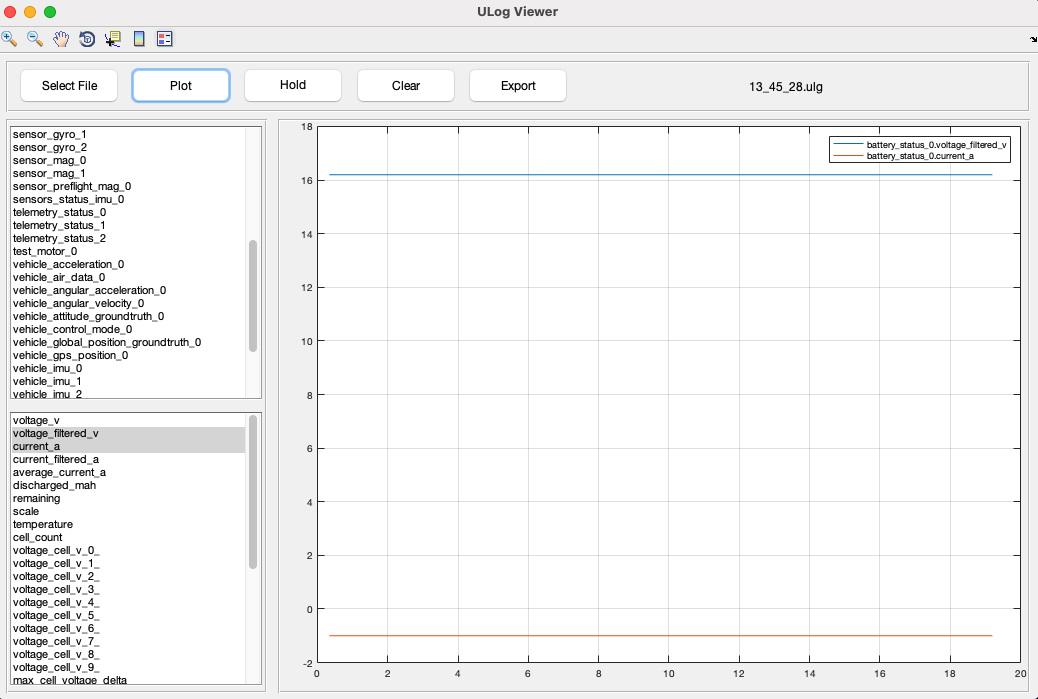 ULog Viewer
Select File
Plot
Hold
Clear
Export
13_45_28.ulg
sensor_gyro_1
sensor_gyro_2
sensor_mag_0
sensor_mag_1
sensor_preflight_mag_0
sensors_status_imu_0
telemetry_status_0
telemetry_status_1
telemetry_status_2
test_motor_0
vehicle_acceleration_0
vehicle_air_data_0
vehicle_angular_acceleration_0
vehicle_angular_velocity_0
vehicle_attitude_groundtruth_0
vehicle_control_mode_0
vehicle_global_position_groundtruth_0
vehicle_gps_position_0
vehicle_imu_0
vehicle_imu_1
vehicle_imu_2
voltage_v
voltage_filtered_v
current_a
current_filtered_a
average_current_a
discharged_mah
remaining
scale
temperature
cell_count
voltage_cell_v_0_
voltage_cell_v_1_
voltage_cell_v_2_
voltage_cell_v_3_
voltage_cell_v_4_
voltage_cell_v_5_
voltage_cell_v_6_
voltage_cell_v_7_
voltage_cell_v_8_
voltage_cell_v_9_
max_cell_voltage_delta
battery_status_0.voltage_filtered_v
battery_status_0.current_a
18
16
14
12
10
8
6
4
2
0
-2
0 2 4 6 8 10 12 14 16 18 20